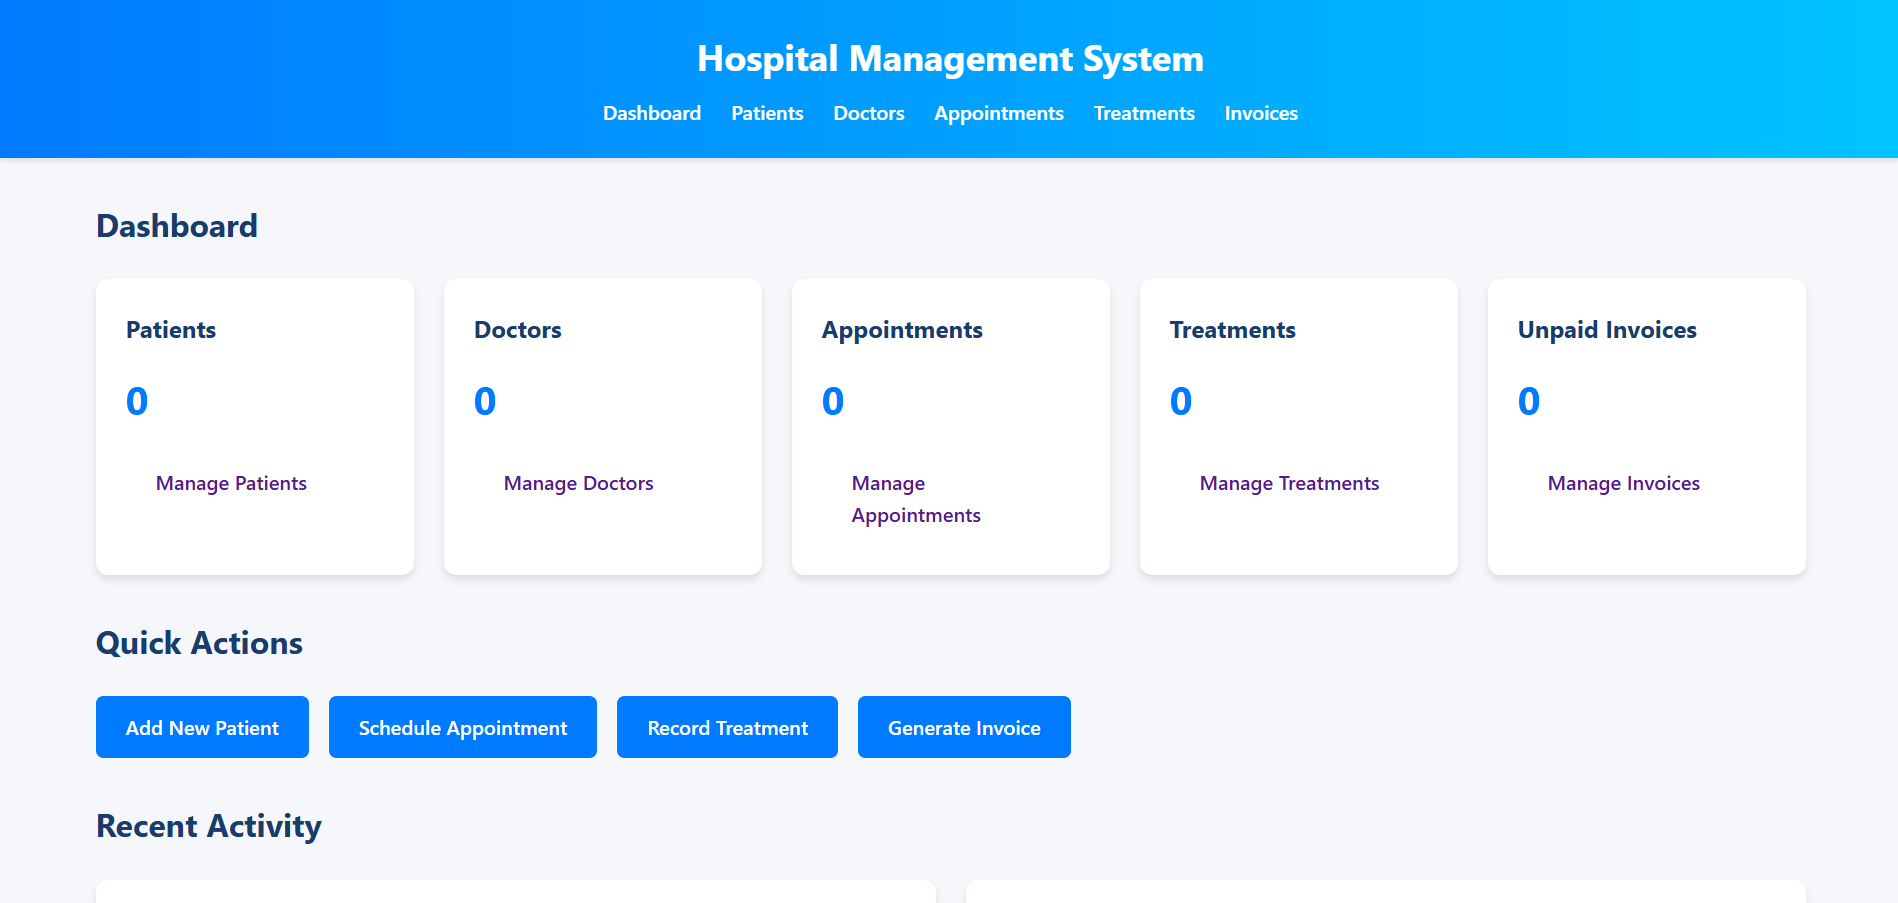 Hospital Management System
Dashboard Patients Doctors Appointments Treatments Invoices
Dashboard
Patients
0
Manage Patients
Doctors
0
Manage Doctors
Appointments
0
Manage
Appointments
Treatments
0
Manage Treatments
Unpaid Invoices
0
Manage Invoices
Quick Actions
Add New Patient Schedule Appointment Record Treatment Generate Invoice
Recent Activity